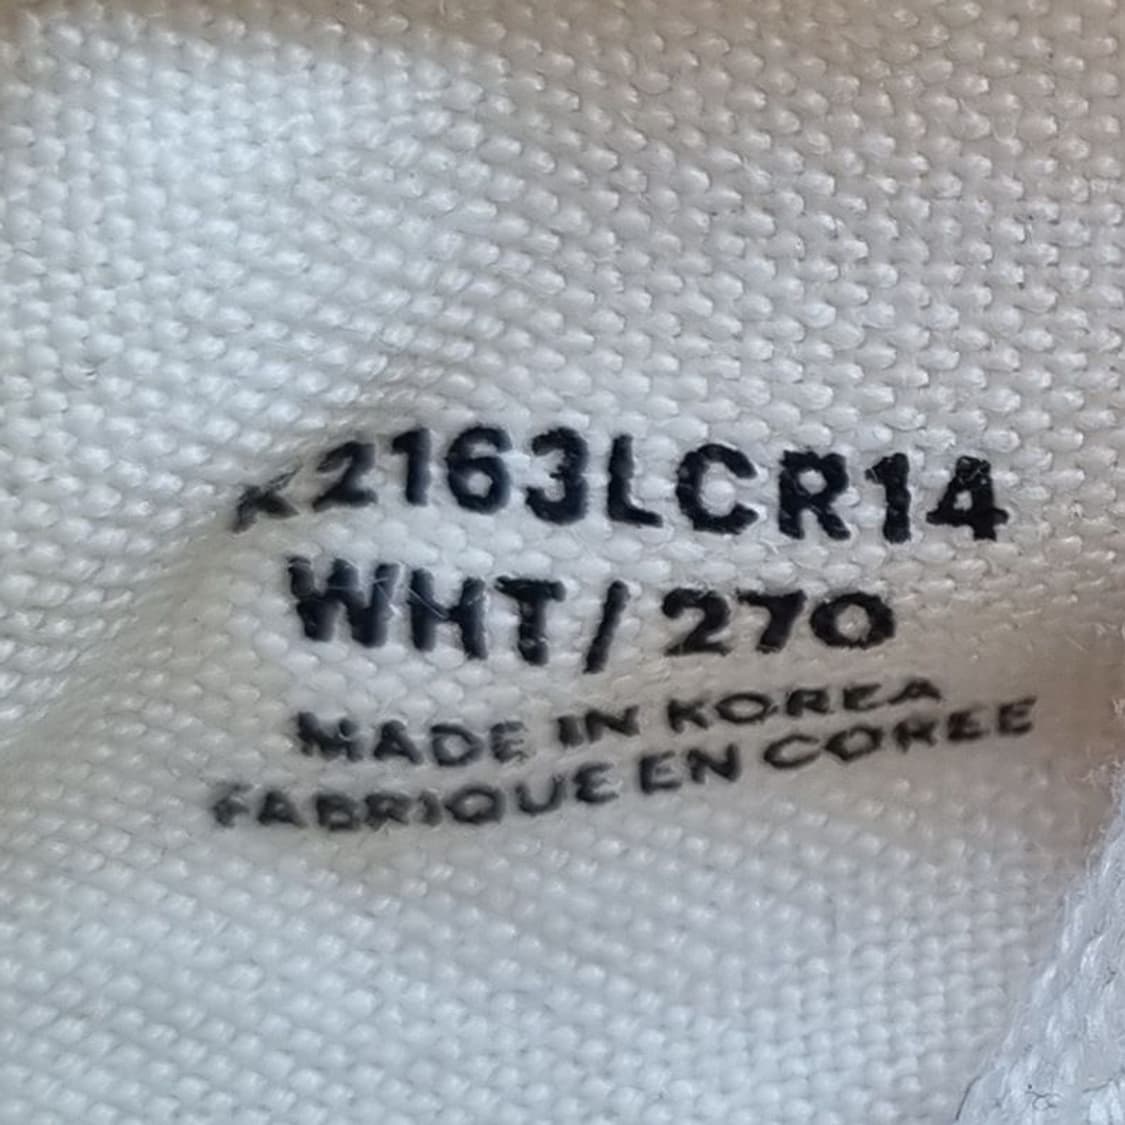 K2163LCR14
WHT/270
MADE IN KOREA
FABRIQUE EN COREE